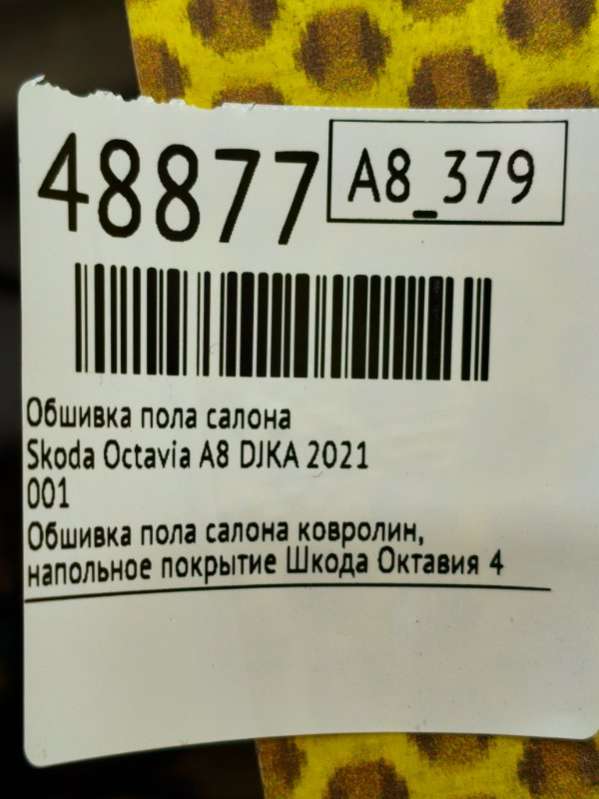 48877
A8_379
Обшивка пола салона
Skoda Octavia A8 DJKA 2021
001
Обшивка пола салона ковролин,
напольное покрытие Шкода Октавия 4